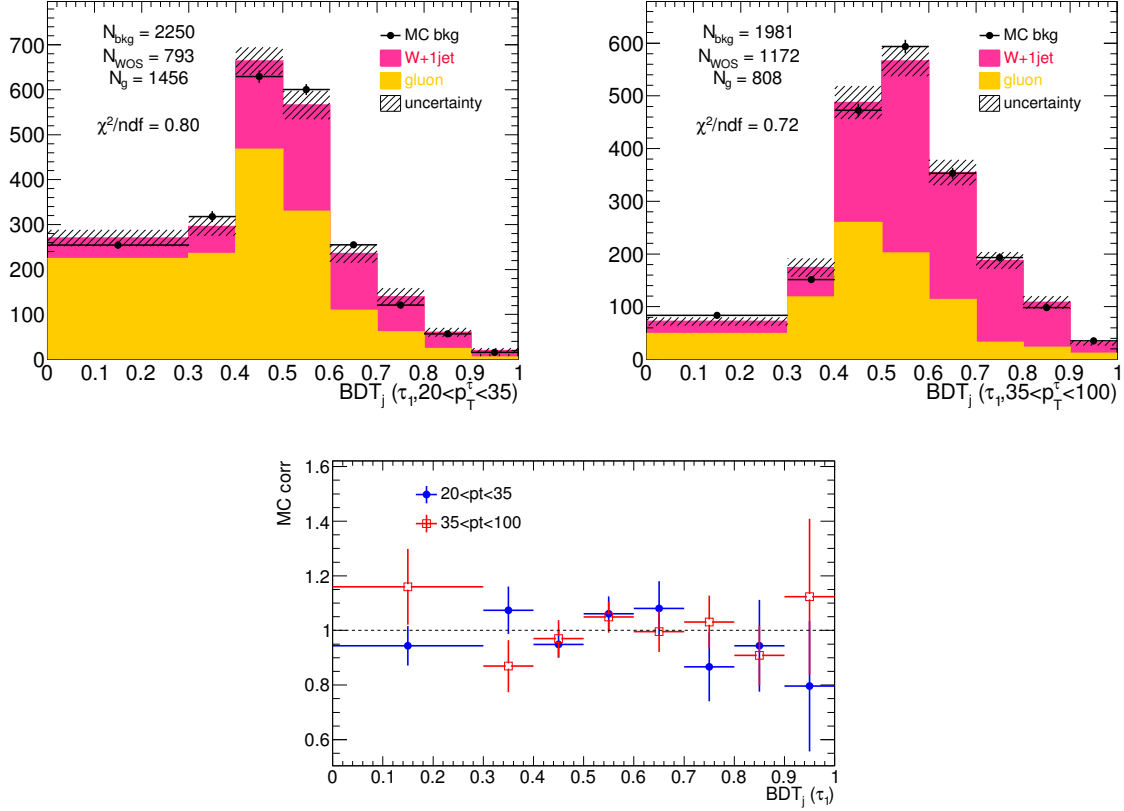 N_bkg = 2250
N_WOS = 793
N_g = 1456
χ²/ndf = 0.80
MC bkg
W+1jet
gluon
uncertainty
700
600
500
400
300
200
100
0
0 0.1 0.2 0.3 0.4 0.5 0.6 0.7 0.8 0.9 1
BDT_j (τ_1,20<p_T^τ<35)
N_bkg = 1981
N_WOS = 1172
N_g = 808
χ²/ndf = 0.72
MC bkg
W+1jet
gluon
uncertainty
600
500
400
300
200
100
0
0 0.1 0.2 0.3 0.4 0.5 0.6 0.7 0.8 0.9 1
BDT_j (τ_1,35<p_T^τ<100)
MC corr
1.6
1.4
1.2
1
0.8
0.6
20<pt<35
35<pt<100
0 0.1 0.2 0.3 0.4 0.5 0.6 0.7 0.8 0.9 1
BDT_j (τ_1)